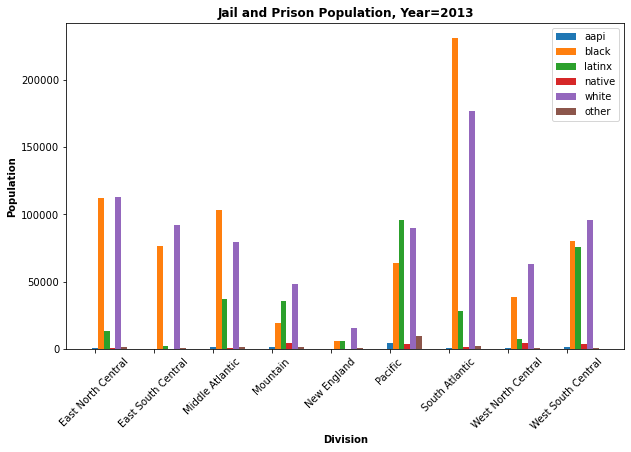 Jail and Prison Population, Year=2013
aapi
black
latinx
native
white
other
Population
200000
150000
100000
50000
0
East North Central
East South Central
Middle Atlantic
Mountain
New England
Pacific
South Atlantic
West North Central
West South Central
Division